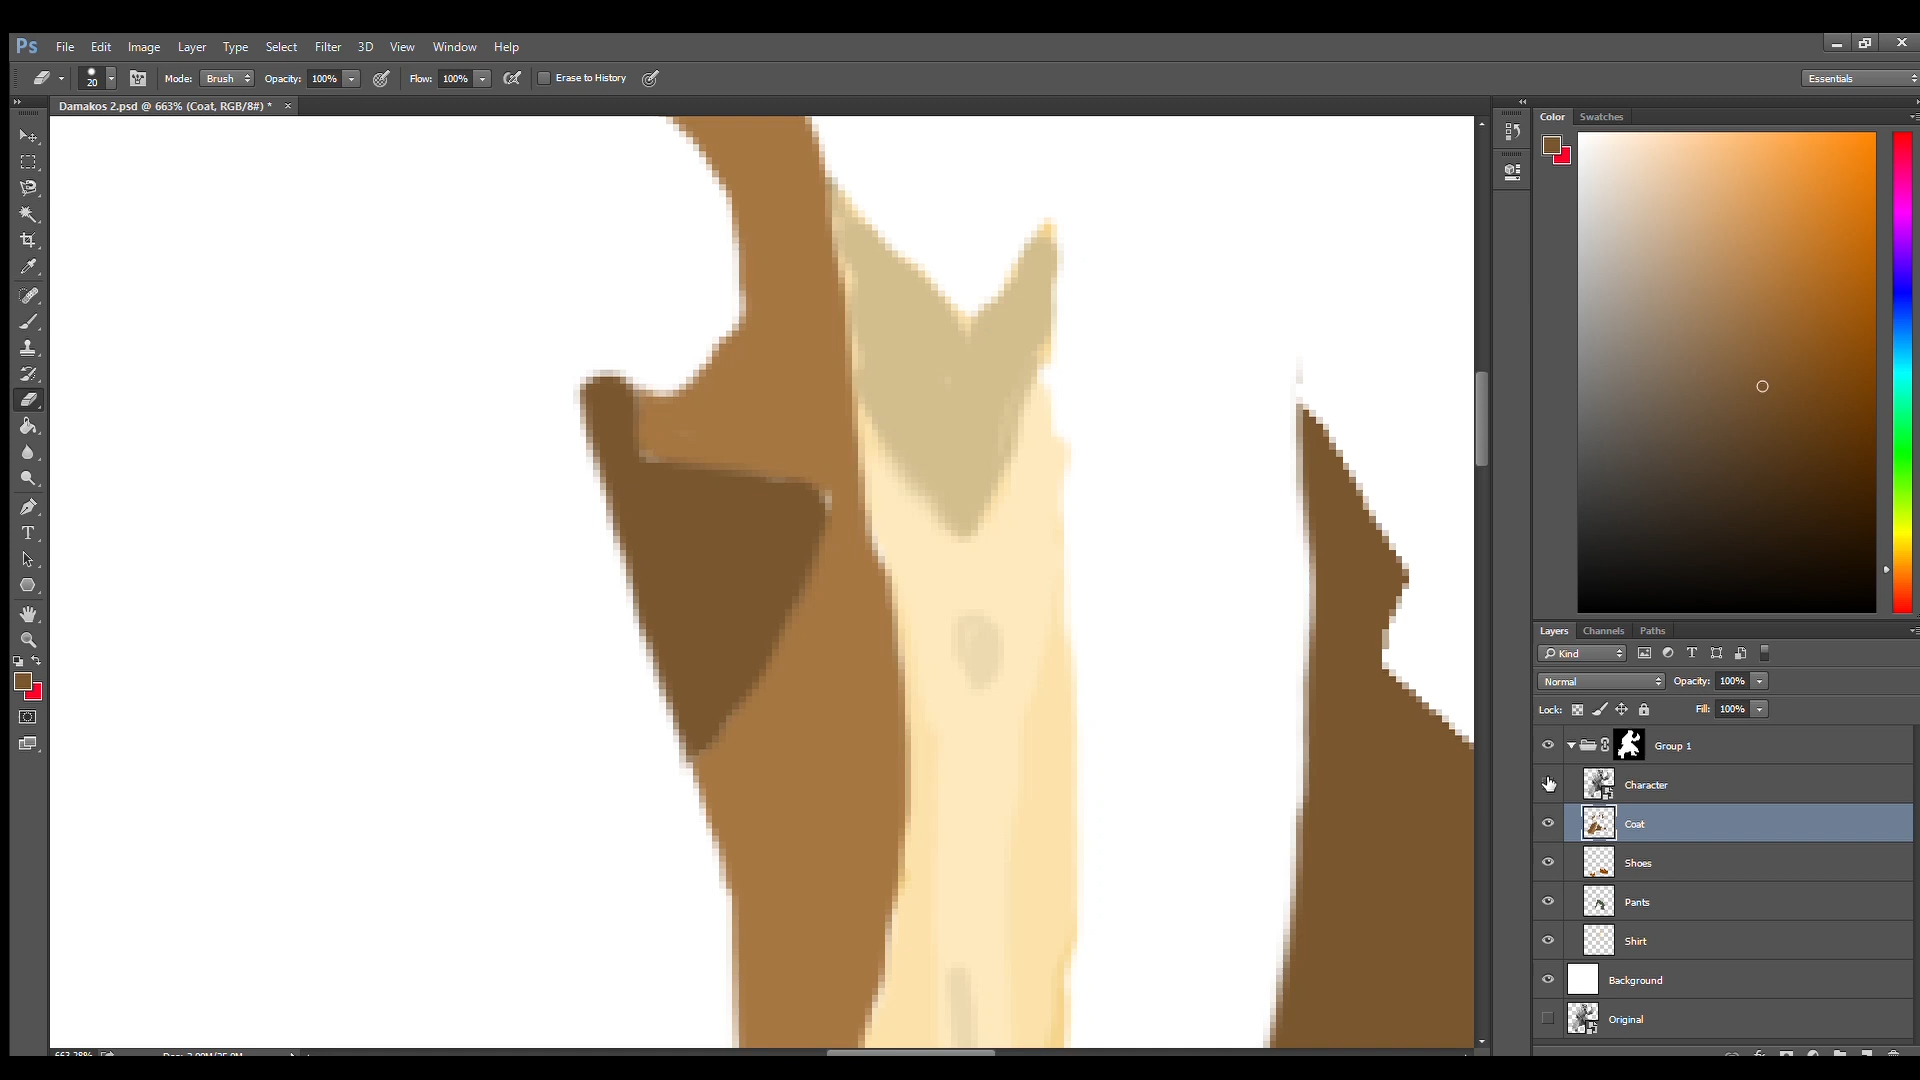 Ps File Edit Image Layer Type Select Filter 3D View Window Help
20 Mode: Brush Opacity: 100% Flow: 100% Erase to History Essentials
Damakos 2.psd @ 663% (Coat, RGB/8#) * ×
Color Swatches
Layers Channels Paths
Kind
Normal Opacity: 100%
Lock: Fill: 100%
Group 1
Character
Coat
Shoes
Pants
Shirt
Background
Original